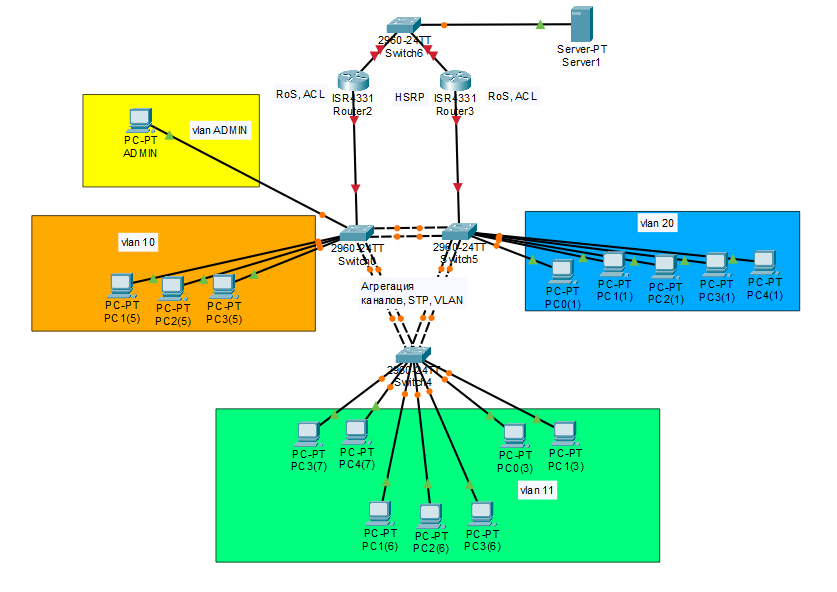 2960-24TT
Switch6
Server-PT
Server1
RoS, ACL
ISR4331
Router2
HSRP
ISR4331
Router3
RoS, ACL
PC-PT
ADMIN
vlan ADMIN
vlan 10
2960-24TT
Switch0
2960-24TT
Switch5
vlan 20
PC-PT
PC1(5)
PC-PT
PC2(5)
PC-PT
PC3(5)
Агрегация
каналов, STP, VLAN
PC-PT
PC0(1)
PC-PT
PC1(1)
PC-PT
PC2(1)
PC-PT
PC3(1)
PC-PT
PC4(1)
2960-24TT
Switch4
PC-PT
PC3(7)
PC-PT
PC4(7)
PC-PT
PC0(3)
PC-PT
PC1(3)
vlan 11
PC-PT
PC1(6)
PC-PT
PC2(6)
PC-PT
PC3(6)